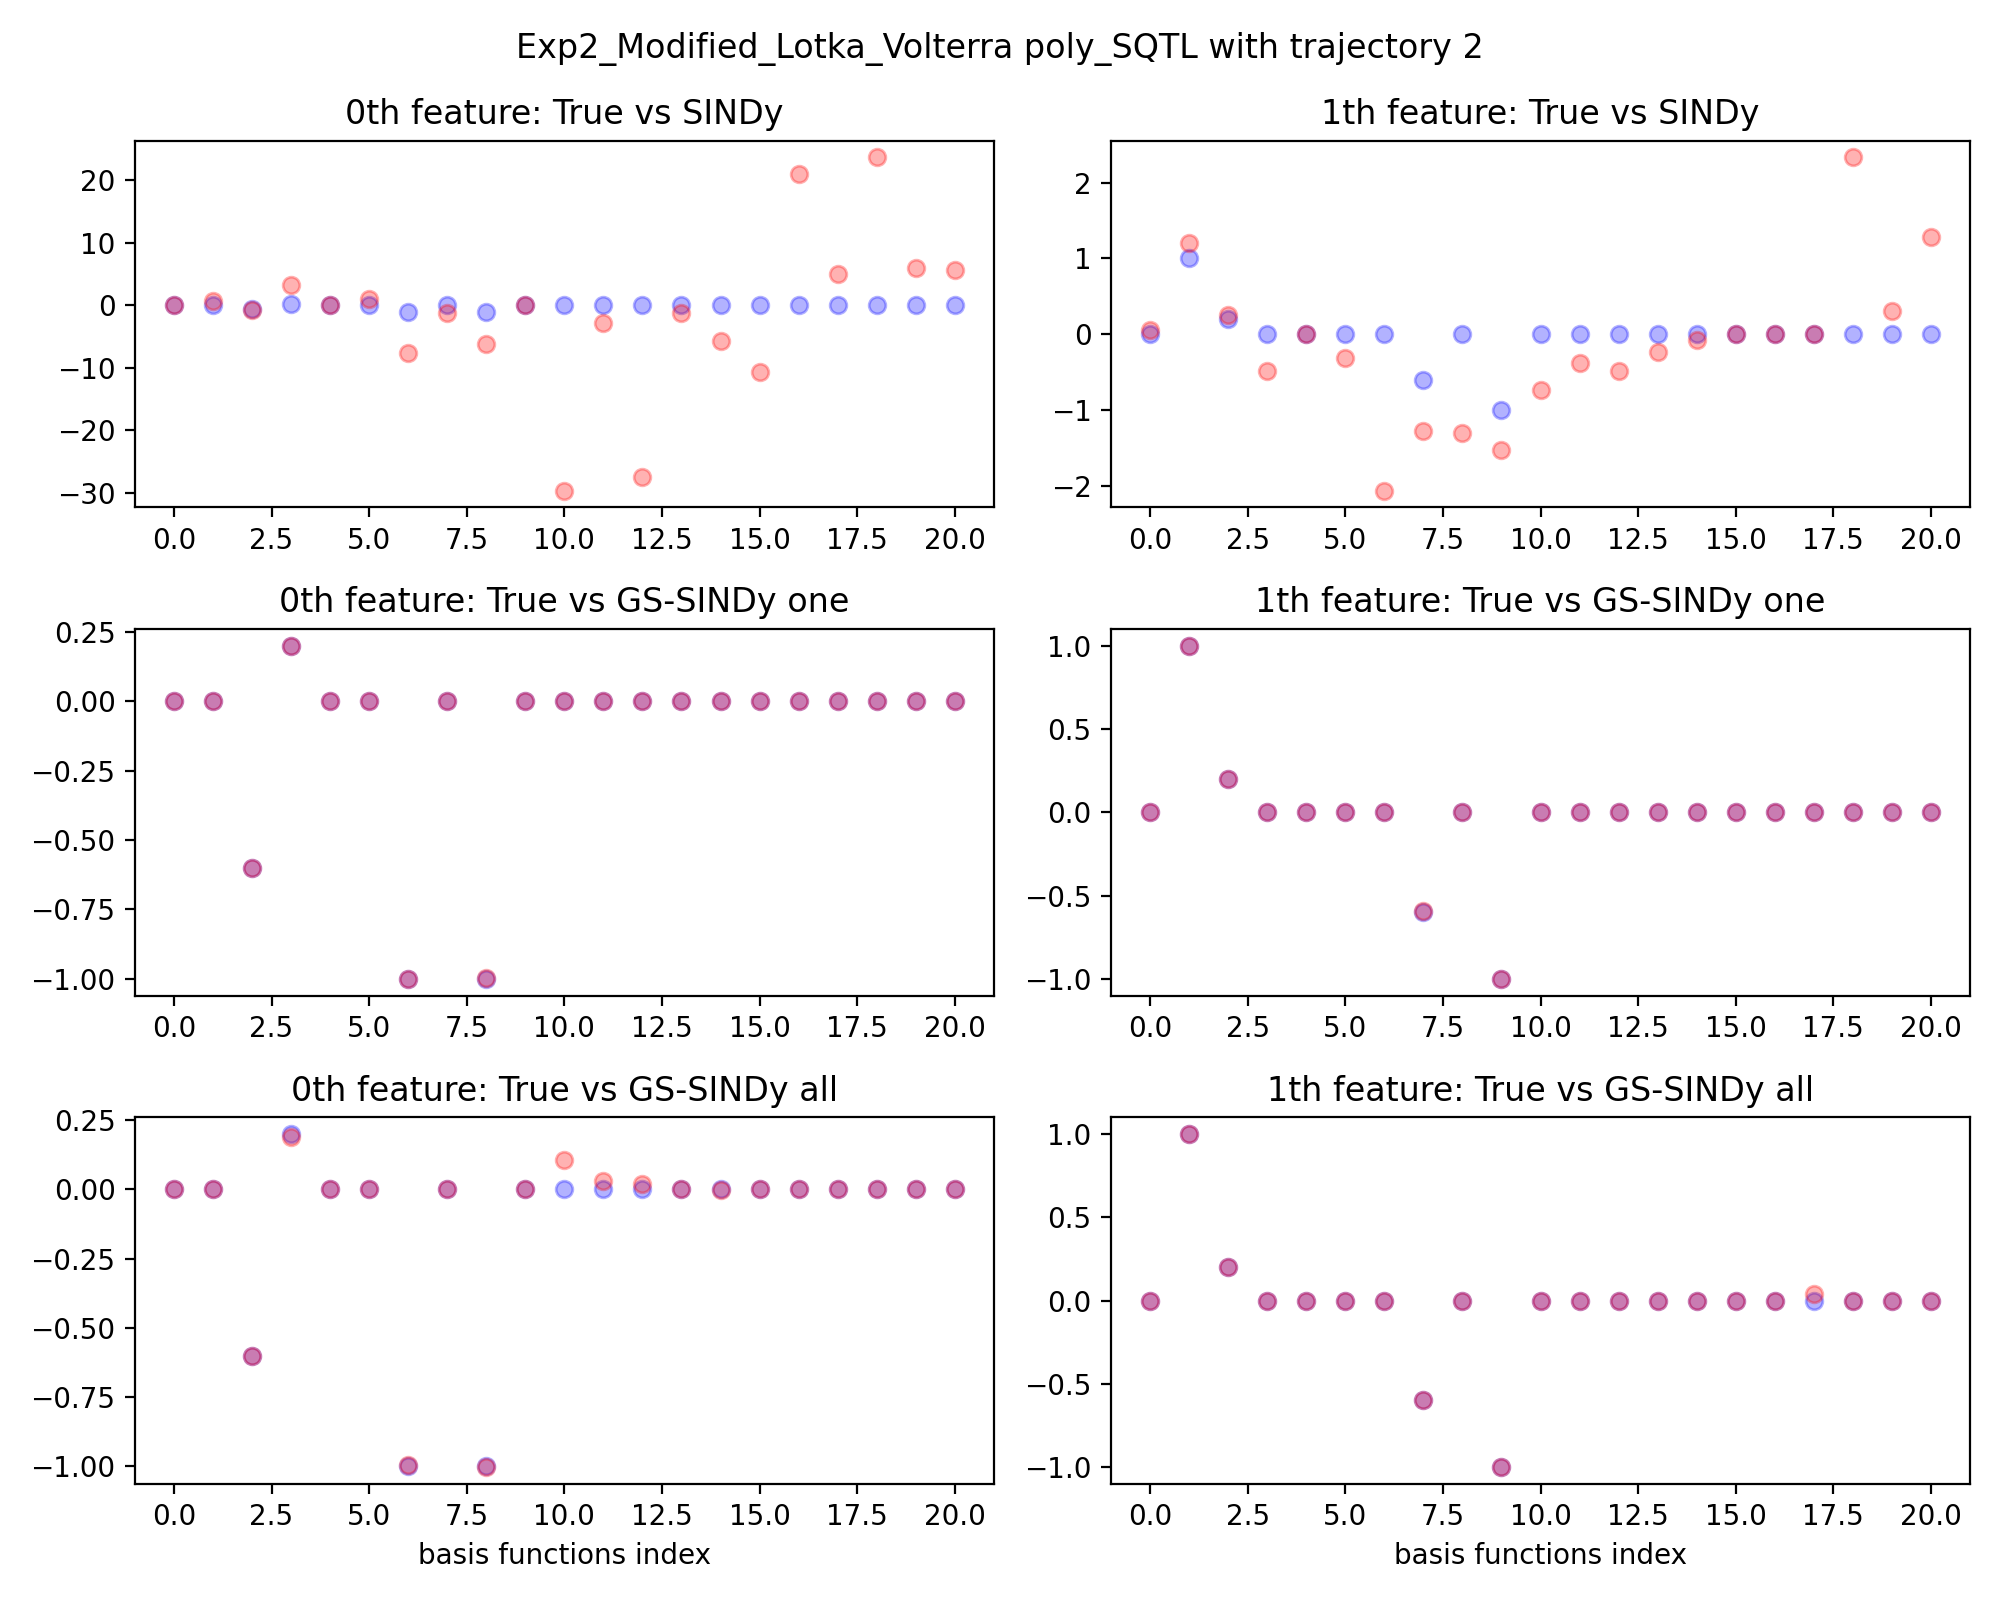 Exp2_Modified_Lotka_Volterra poly_SQTL with trajectory 2
0th feature: True vs SINDy
20
10
0
−10
−20
−30
0.0 2.5 5.0 7.5 10.0 12.5 15.0 17.5 20.0
1th feature: True vs SINDy
2
1
0
−1
−2
0.0 2.5 5.0 7.5 10.0 12.5 15.0 17.5 20.0
0th feature: True vs GS-SINDy one
0.25
0.00
−0.25
−0.50
−0.75
−1.00
0.0 2.5 5.0 7.5 10.0 12.5 15.0 17.5 20.0
1th feature: True vs GS-SINDy one
1.0
0.5
0.0
−0.5
−1.0
0.0 2.5 5.0 7.5 10.0 12.5 15.0 17.5 20.0
0th feature: True vs GS-SINDy all
0.25
0.00
−0.25
−0.50
−0.75
−1.00
0.0 2.5 5.0 7.5 10.0 12.5 15.0 17.5 20.0
basis functions index
1th feature: True vs GS-SINDy all
1.0
0.5
0.0
−0.5
−1.0
0.0 2.5 5.0 7.5 10.0 12.5 15.0 17.5 20.0
basis functions index